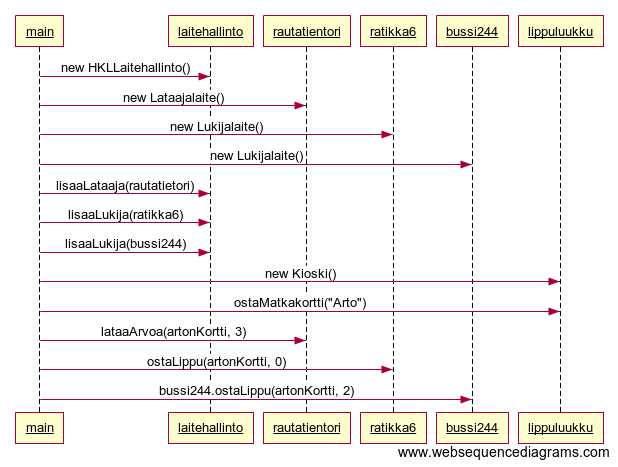 main laitehallinto rautatientori ratikka6 bussi244 lippuluukku
new HKLLaitehallinto()
new Lataajalaite()
new Lukijalaite()
new Lukijalaite()
lisaaLataaja(rautatietori)
lisaaLukija(ratikka6)
lisaaLukija(bussi244)
new Kioski()
ostaMatkakortti("Arto")
lataaArvoa(artonKortti, 3)
ostaLippu(artonKortti, 0)
bussi244.ostaLippu(artonKortti, 2)
main laitehallinto rautatientori ratikka6 bussi244 lippuluukku
www.websequencediagrams.com